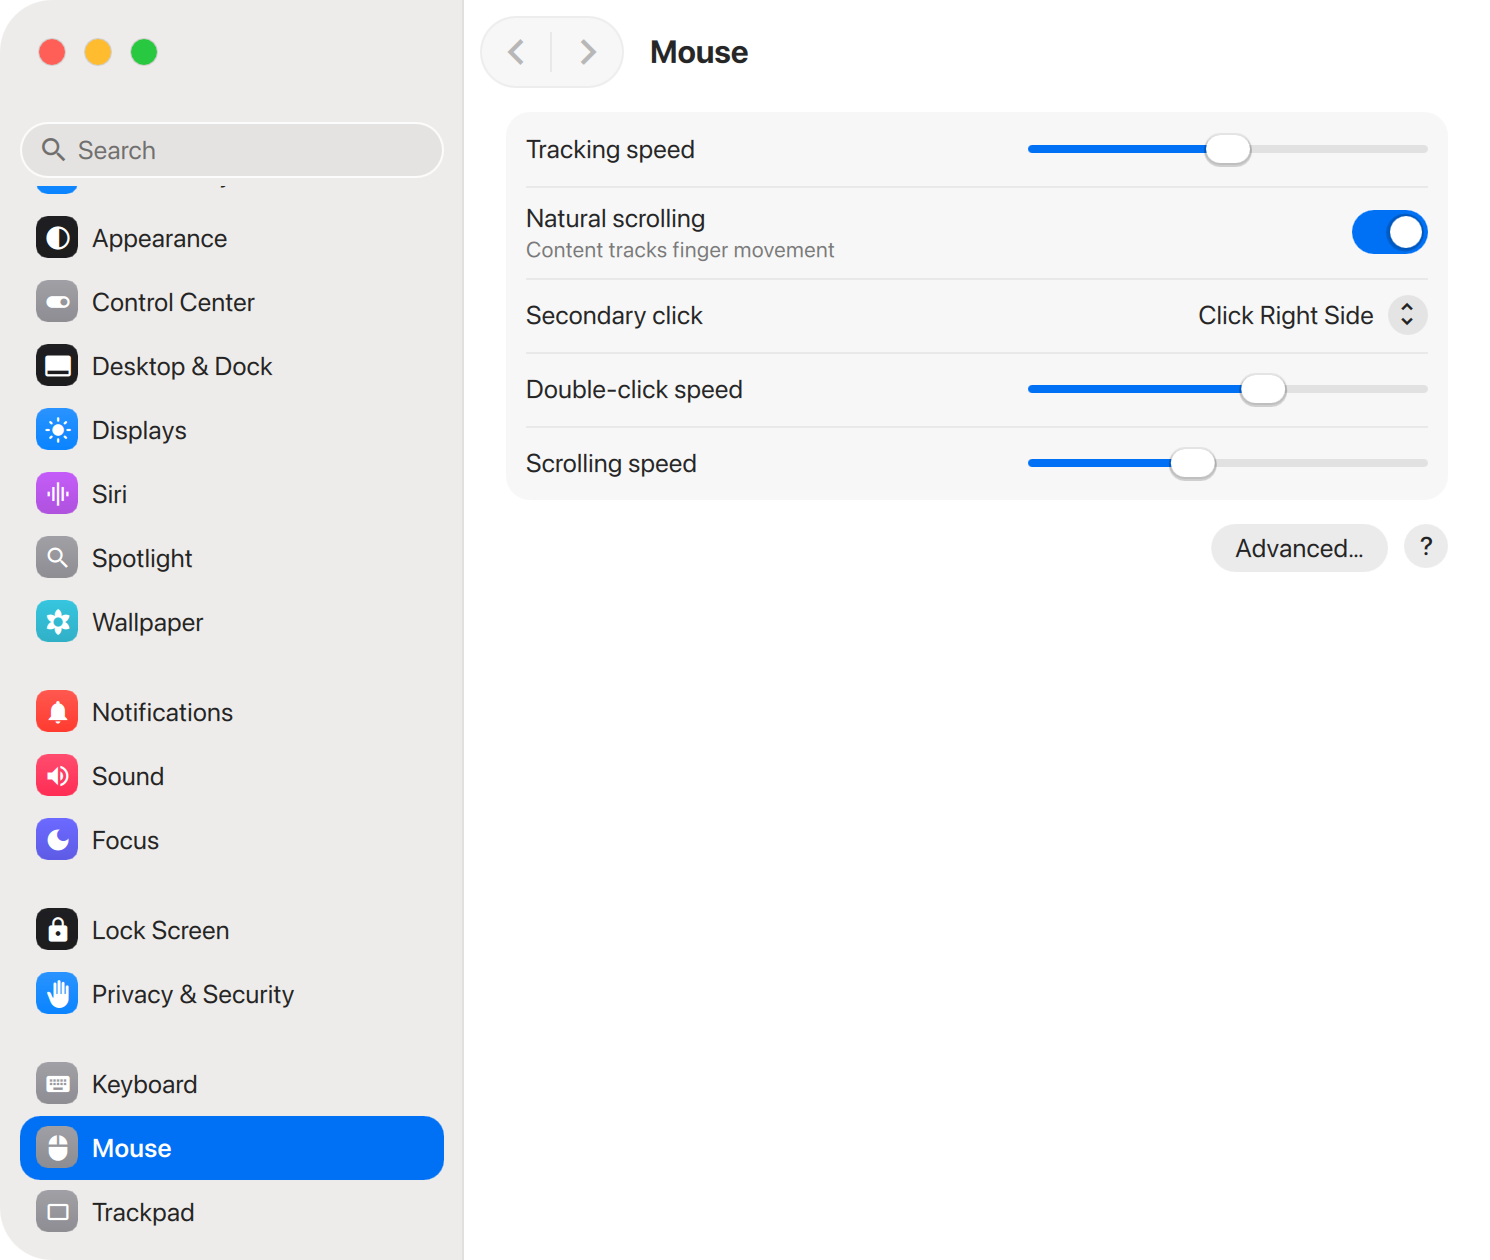 Mouse
Search
Appearance
Control Center
Desktop & Dock
Displays
Siri
Spotlight
Wallpaper
Notifications
Sound
Focus
Lock Screen
Privacy & Security
Keyboard
Mouse
Trackpad
Tracking speed
Natural scrolling
Content tracks finger movement
Secondary click
Click Right Side
Double-click speed
Scrolling speed
Advanced...
?